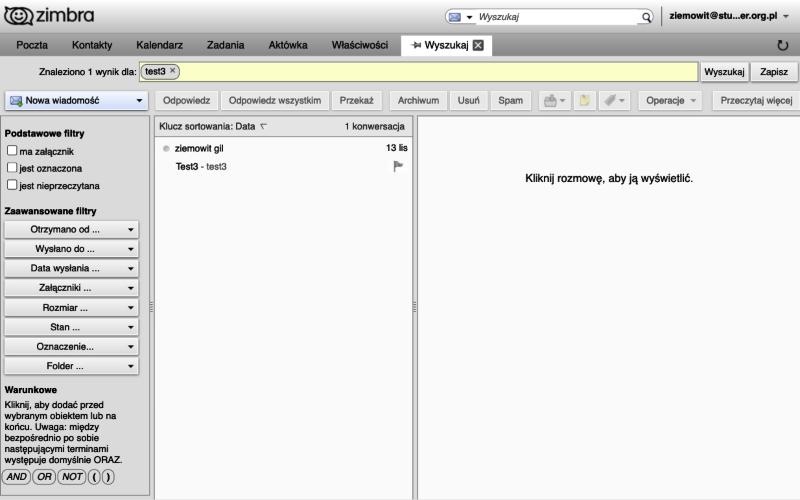 zimbra
Wyszukaj
ziemowit@stu...er.org.pl
Poczta Kontakty Kalendarz Zadania Aktówka Właściwości Wyszukaj
Znaleziono 1 wynik dla: test3 × Wyszukaj Zapisz
Nowa wiadomość Odpowiedz Odpowiedz wszystkim Przekaż Archiwum Usuń Spam Operacje Przeczytaj więcej
Podstawowe filtry
ma załącznik
jest oznaczona
jest nieprzeczytana
Zaawansowane filtry
Otrzymano od ...
Wysłano do ...
Data wysłania ...
Załączniki ...
Rozmiar ...
Stan ...
Oznaczenie...
Folder ...
Warunkowe
Kliknij, aby dodać przed
wybranym obiektem lub na
końcu. Uwaga: między
bezpośrednio po sobie
następującymi terminami
występuje domyślnie ORAZ.
AND OR NOT ( )
Klucz sortowania: Data 1 konwersacja
ziemowit gil 13 lis
Test3 - test3
Kliknij rozmowę, aby ją wyświetlić.